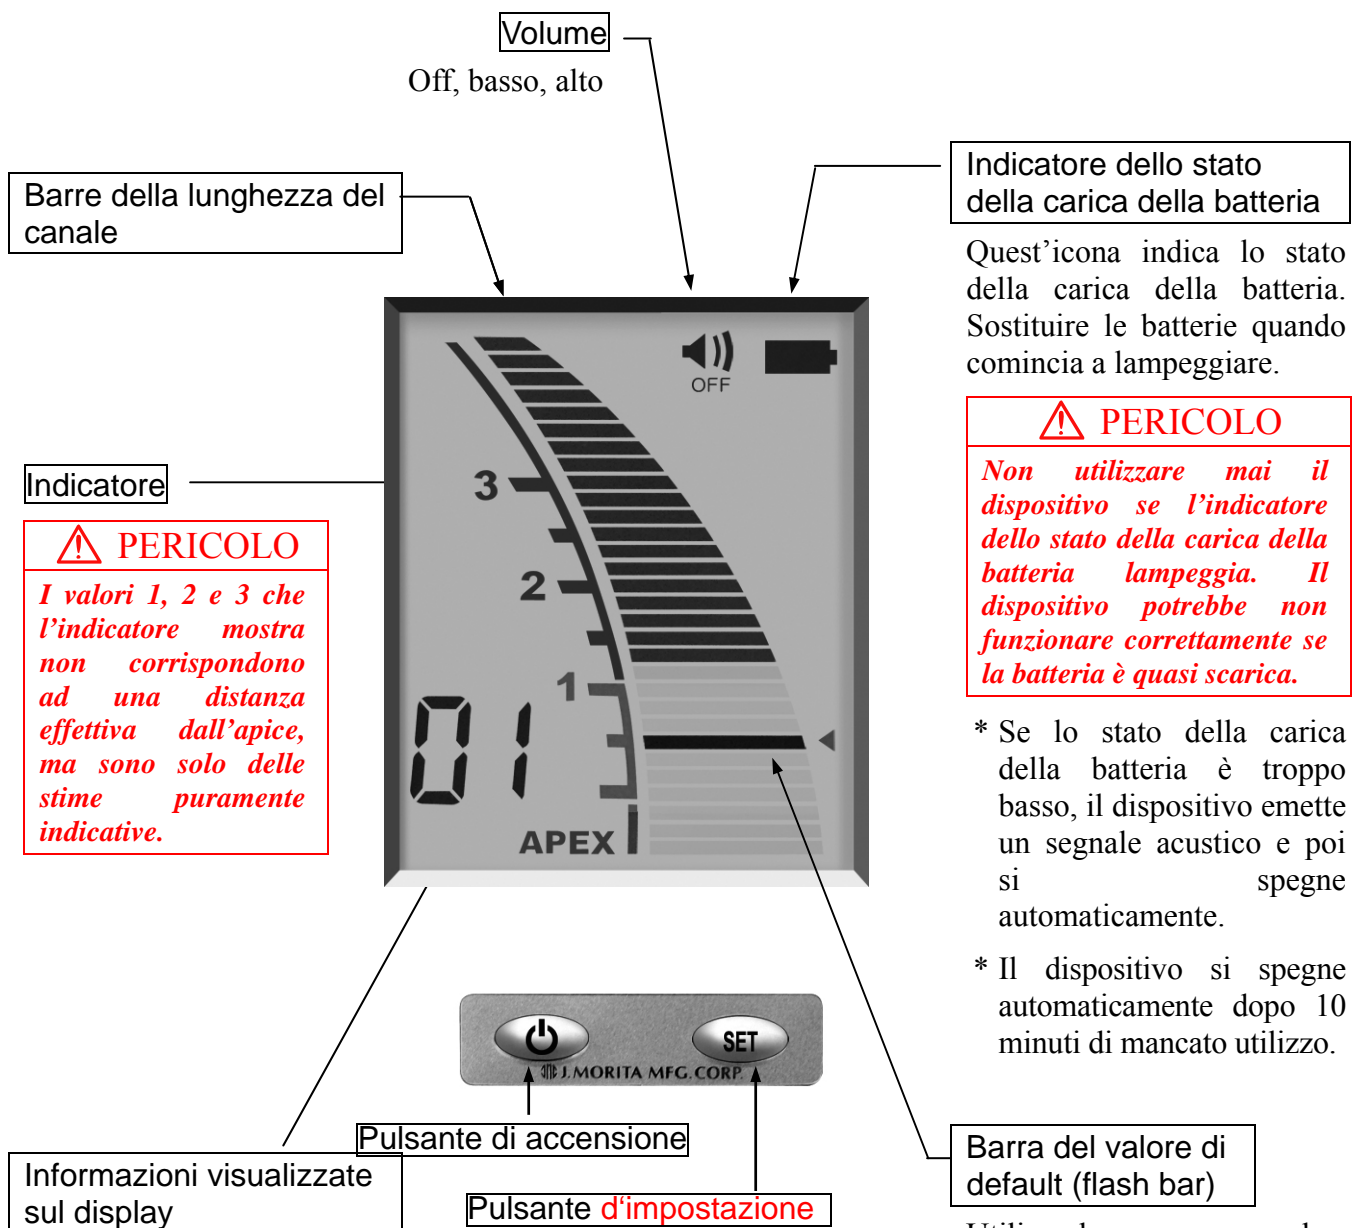 Volume
Off, basso, alto
Barre della lunghezza del
canale
Indicatore dello stato
della carica della batteria
Quest’icona indica lo stato
della carica della batteria.
Sostituire le batterie quando
comincia a lampeggiare.
PERICOLO
Non utilizzare mai il
dispositivo se l’indicatore
dello stato della carica della
batteria lampeggia. Il
dispositivo potrebbe non
funzionare correttamente se
la batteria è quasi scarica.
* Se lo stato della carica
della batteria è troppo
basso, il dispositivo emette
un segnale acustico e poi
si spegne
automaticamente.
* Il dispositivo si spegne
automaticamente dopo 10
minuti di mancato utilizzo.
Indicatore
PERICOLO
I valori 1, 2 e 3 che
l’indicatore mostra
non corrispondono
ad una distanza
effettiva dall’apice,
ma sono solo delle
stime puramente
indicative.
OFF
3
2
1
01
APEX
SET
J. MORITA MFG. CORP.
Pulsante di accensione
Pulsante d‘impostazione
Informazioni visualizzate
sul display
Barra del valore di
default (flash bar)